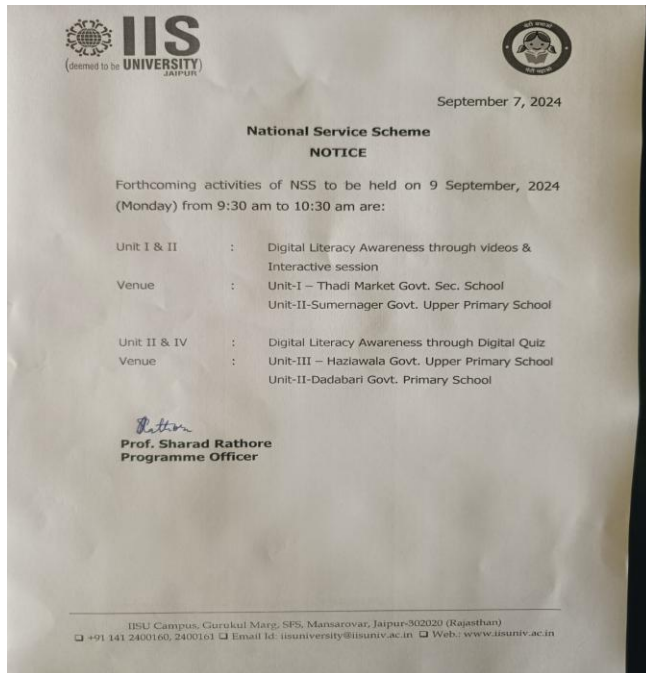 IIS
(deemed to be UNIVERSITY)
JAIPUR
September 7, 2024
National Service Scheme
NOTICE
Forthcoming activities of NSS to be held on 9 September, 2024
(Monday) from 9:30 am to 10:30 am are:
Unit I & II : Digital Literacy Awareness through videos &
Interactive session
Venue : Unit-I – Thadi Market Govt. Sec. School
Unit-II-Sumernager Govt. Upper Primary School
Unit II & IV : Digital Literacy Awareness through Digital Quiz
Venue : Unit-III – Haziawala Govt. Upper Primary School
Unit-II-Dadabari Govt. Primary School
Prof. Sharad Rathore
Programme Officer
IISU Campus, Gurukul Marg, SFS, Mansarovar, Jaipur-302020 (Rajasthan)
❑ +91 141 2400160, 2400161 ❑ Email Id: iisuniversity@iisuniv.ac.in ❑ Web.: www.iisuniv.ac.in